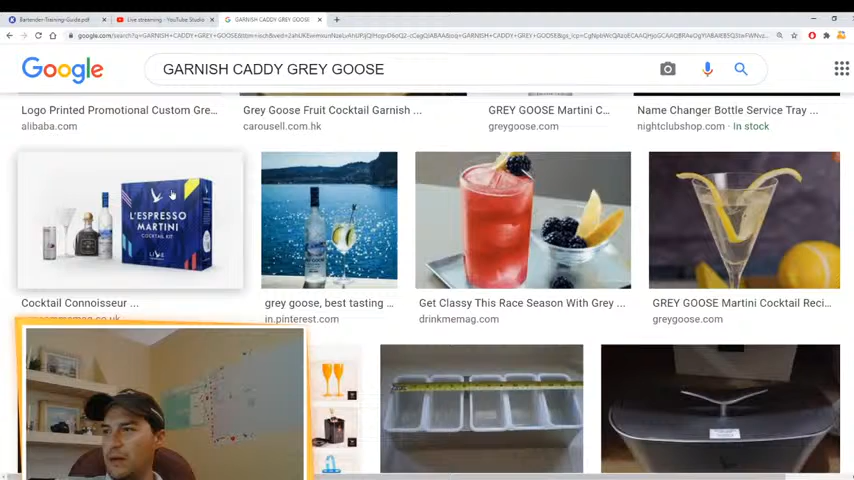 Bartender-Training-Guide.pdf
Live streaming - YouTube Studio
GARNISH CADDY GREY GOOSE
Google
GARNISH CADDY GREY GOOSE
Logo Printed Promotional Custom Gre...
Grey Goose Fruit Cocktail Garnish ...
GREY GOOSE Martini C...
Name Changer Bottle Service Tray ...
alibaba.com
carousell.com.hk
greygoose.com
nightclubshop.com · In stock
L'ESPRESSO
MARTINI
COCKTAIL KIT
Cocktail Connoisseur ...
grey goose, best tasting ...
Get Classy This Race Season With Grey ...
GREY GOOSE Martini Cocktail Reci...
in.pinterest.com
drinkmemag.com
greygoose.com